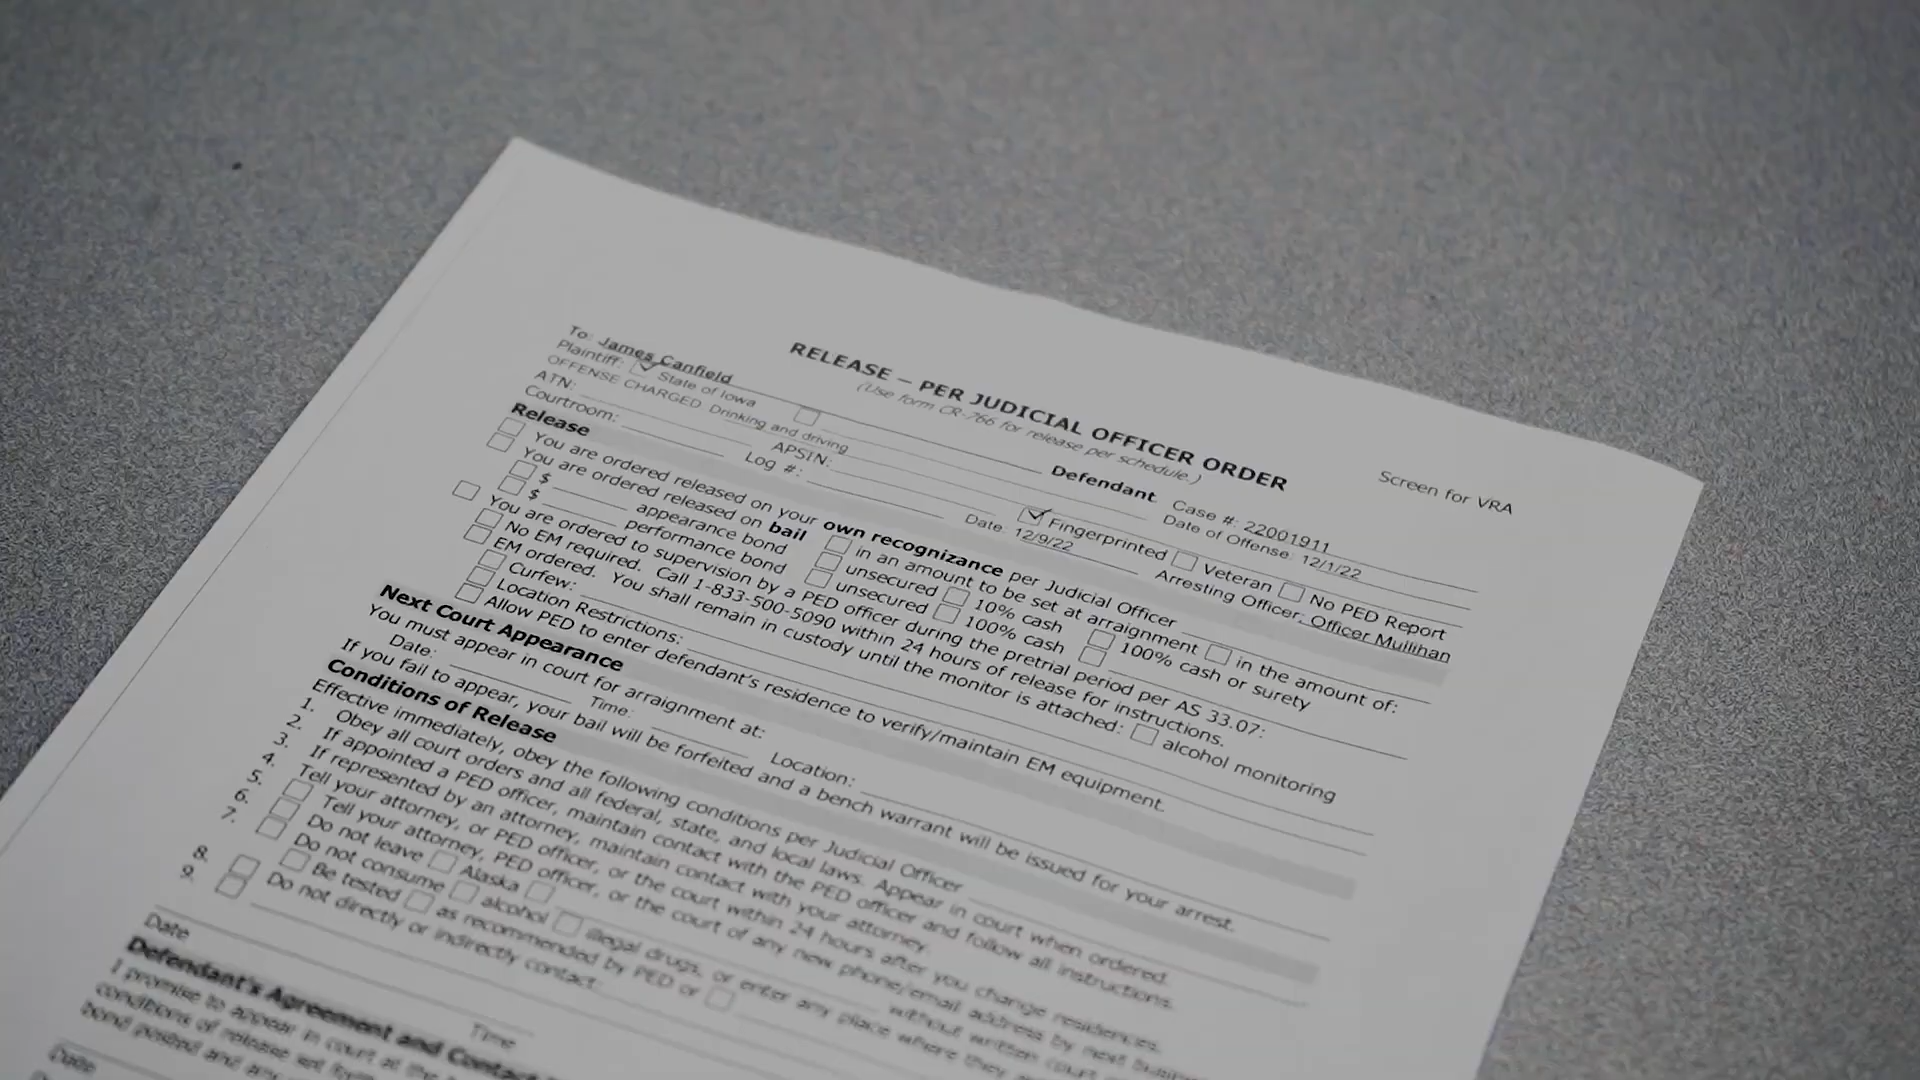 RELEASE – PER JUDICIAL OFFICER ORDER
(Use form CR-766 for release per schedule.)
Screen for VRA
To: James Canfield Defendant Case #: 22001911
Plaintiff: State of Iowa Date of Offense: 12/1/22
OFFENSE CHARGED Drinking and driving Fingerprinted Veteran No PED Report
ATN: APSIN: Date: 12/9/22 Arresting Officer: Officer Mullihan
Courtroom: Log #:
Release
You are ordered released on your own recognizance per Judicial Officer
You are ordered released on bail in an amount to be set at arraignment in the amount of:
$ appearance bond unsecured 10% cash 100% cash or surety
$ performance bond unsecured 100% cash
You are ordered to supervision by a PED officer during the pretrial period per AS 33.07:
No EM required. Call 1-833-500-5090 within 24 hours of release for instructions.
EM ordered. You shall remain in custody until the monitor is attached: alcohol monitoring
Curfew:
Location Restrictions:
Allow PED to enter defendant's residence to verify/maintain EM equipment.
Next Court Appearance
You must appear in court for arraignment at:
Date: Time: Location:
If you fail to appear, your bail will be forfeited and a bench warrant will be issued for your arrest.
Conditions of Release
Effective immediately, obey the following conditions per Judicial Officer
1. Obey all court orders and all federal, state, and local laws. Appear in court when ordered.
2. If appointed a PED officer, maintain contact with the PED officer and follow all instructions.
3. If represented by an attorney, maintain contact with your attorney.
4. Tell your attorney, or PED officer, or the court within 24 hours after you change residences.
5. Tell your attorney, PED officer, or the court of any new phone/email address by next
6. Do not leave Alaska without written court
7. Do not consume alcohol illegal drugs, or enter any place where they
Be tested as recommended by PED or
8. Do not directly or indirectly contact:
9.
Date Time
Defendant's Agreement and
I promise to appear in court at the
conditions of release set
bond posted and any
Date